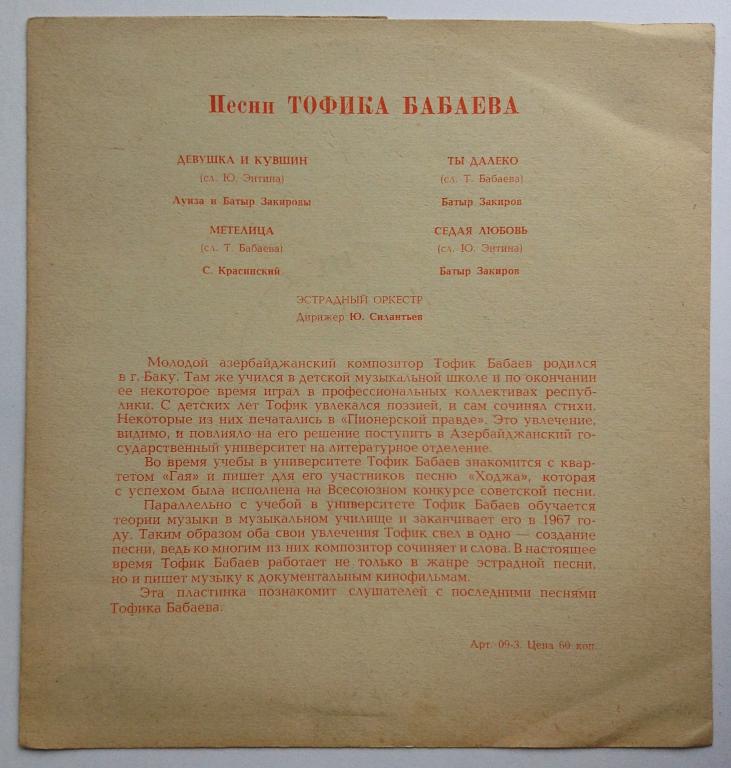 Песни ТОФИКА БАБАЕВА
ДЕВУШКА И КУВШИН
(сл. Ю. Энтина)
Луиза и Батыр Закировы
МЕТЕЛИЦА
(сл. Т. Бабаева)
С. Красинский
ТЫ ДАЛЕКО
(сл. Т. Бабаева)
Батыр Закиров
СЕДАЯ ЛЮБОВЬ
(сл. Ю. Энтина)
Батыр Закиров
ЭСТРАДНЫЙ ОРКЕСТР
Дирижер Ю. Силантьев
Молодой азербайджанский композитор Тофик Бабаев родился
в г. Баку. Там же учился в детской музыкальной школе и по окончании
ее некоторое время играл в профессиональных коллективах респуб-
лики. С детских лет Тофик увлекался поэзией, и сам сочинял стихи.
Некоторые из них печатались в «Пионерской правде». Это увлечение,
видимо, и повлияло на его решение поступить в Азербайджанский го-
сударственный университет на литературное отделение.
Во время учебы в университете Тофик Бабаев знакомится с квар-
тетом «Гая» и пишет для его участников песню «Ходжа», которая
с успехом была исполнена на Всесоюзном конкурсе советской песни.
Параллельно с учебой в университете Тофик Бабаев обучается
теории музыки в музыкальном училище и заканчивает его в 1967 го-
ду. Таким образом оба свои увлечения Тофик свел в одно — создание
песни, ведь ко многим из них композитор сочиняет и слова. В настоящее
время Тофик Бабаев работает не только в жанре эстрадной песни,
но и пишет музыку к документальным кинофильмам.
Эта пластинка познакомит слушателей с последними песнями
Тофика Бабаева.
Арт. 09-3. Цена 60 коп.